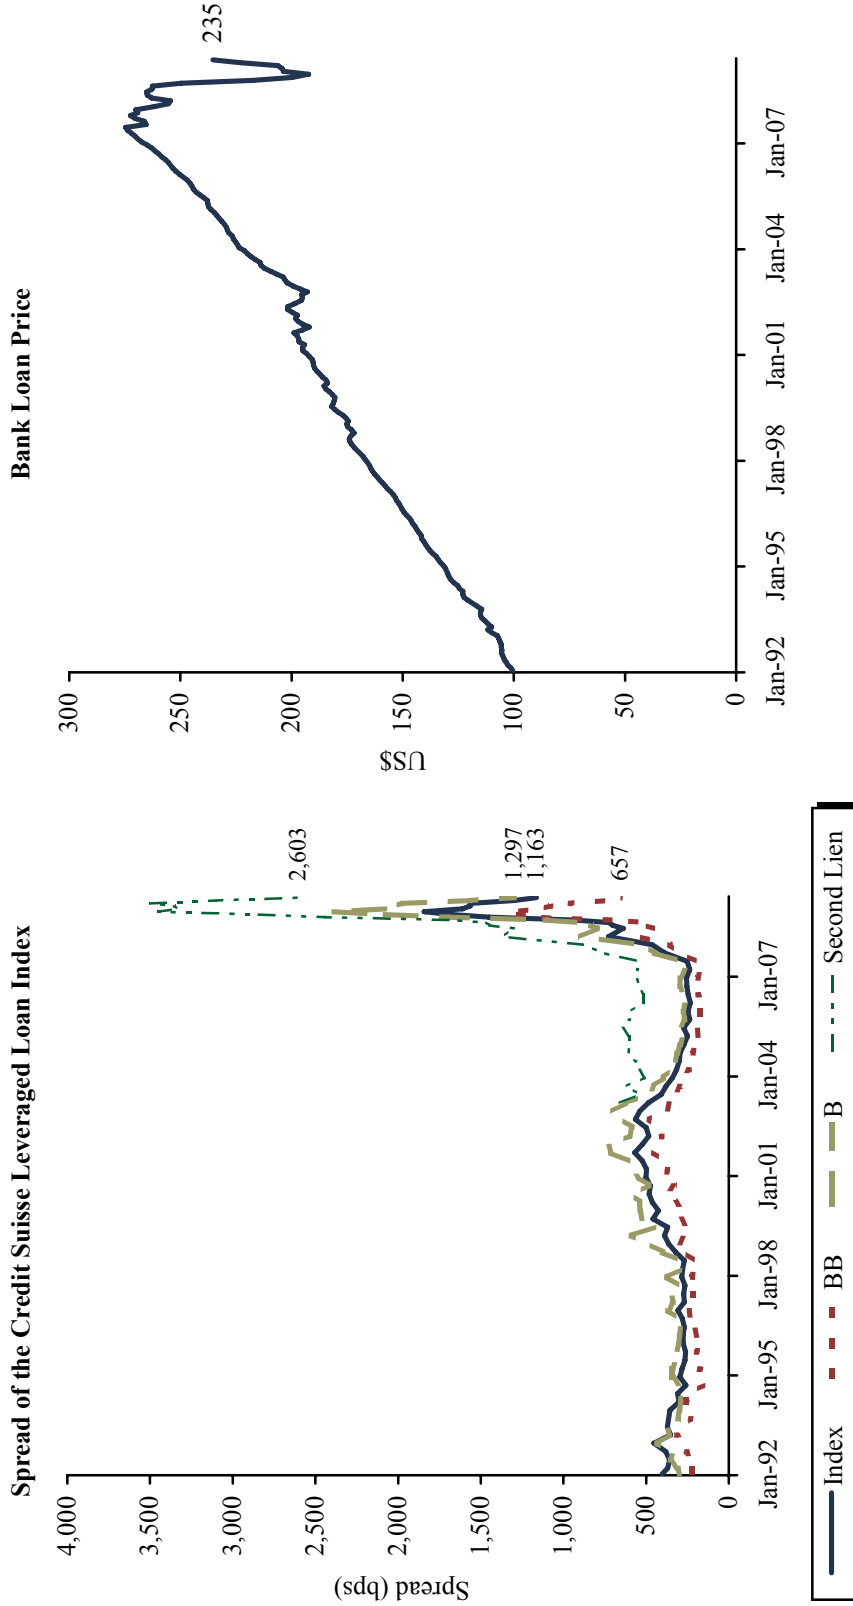 Spread of the Credit Suisse Leveraged Loan Index
4,000
3,500
3,000
2,500
2,000
1,500
1,000
500
0
Spread (bps)
2,603
1,297
1,163
657
Jan-92
Jan-95
Jan-98
Jan-01
Jan-04
Jan-07
Index
BB
B
Second Lien
Bank Loan Price
300
250
200
150
100
50
0
US$
235
Jan-92
Jan-95
Jan-98
Jan-01
Jan-04
Jan-07